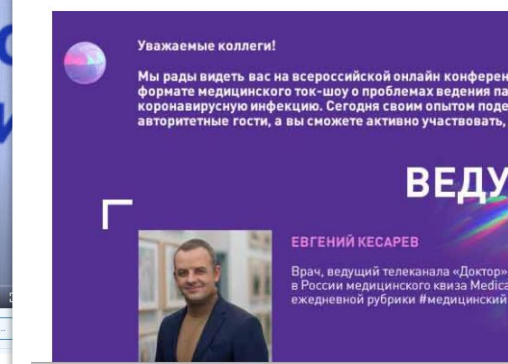 Уважаемые коллеги!
Мы рады видеть вас на всероссийской онлайн конферен
формате медицинского ток-шоу о проблемах ведения па
коронавирусную инфекцию. Сегодня своим опытом поде
авторитетные гости, а вы сможете активно участвовать,
ВЕДУ
ЕВГЕНИЙ КЕСАРЕВ
Врач, ведущий телеканала «Доктор»
в России медицинского квиза Medica
ежедневной рубрики #медицинский